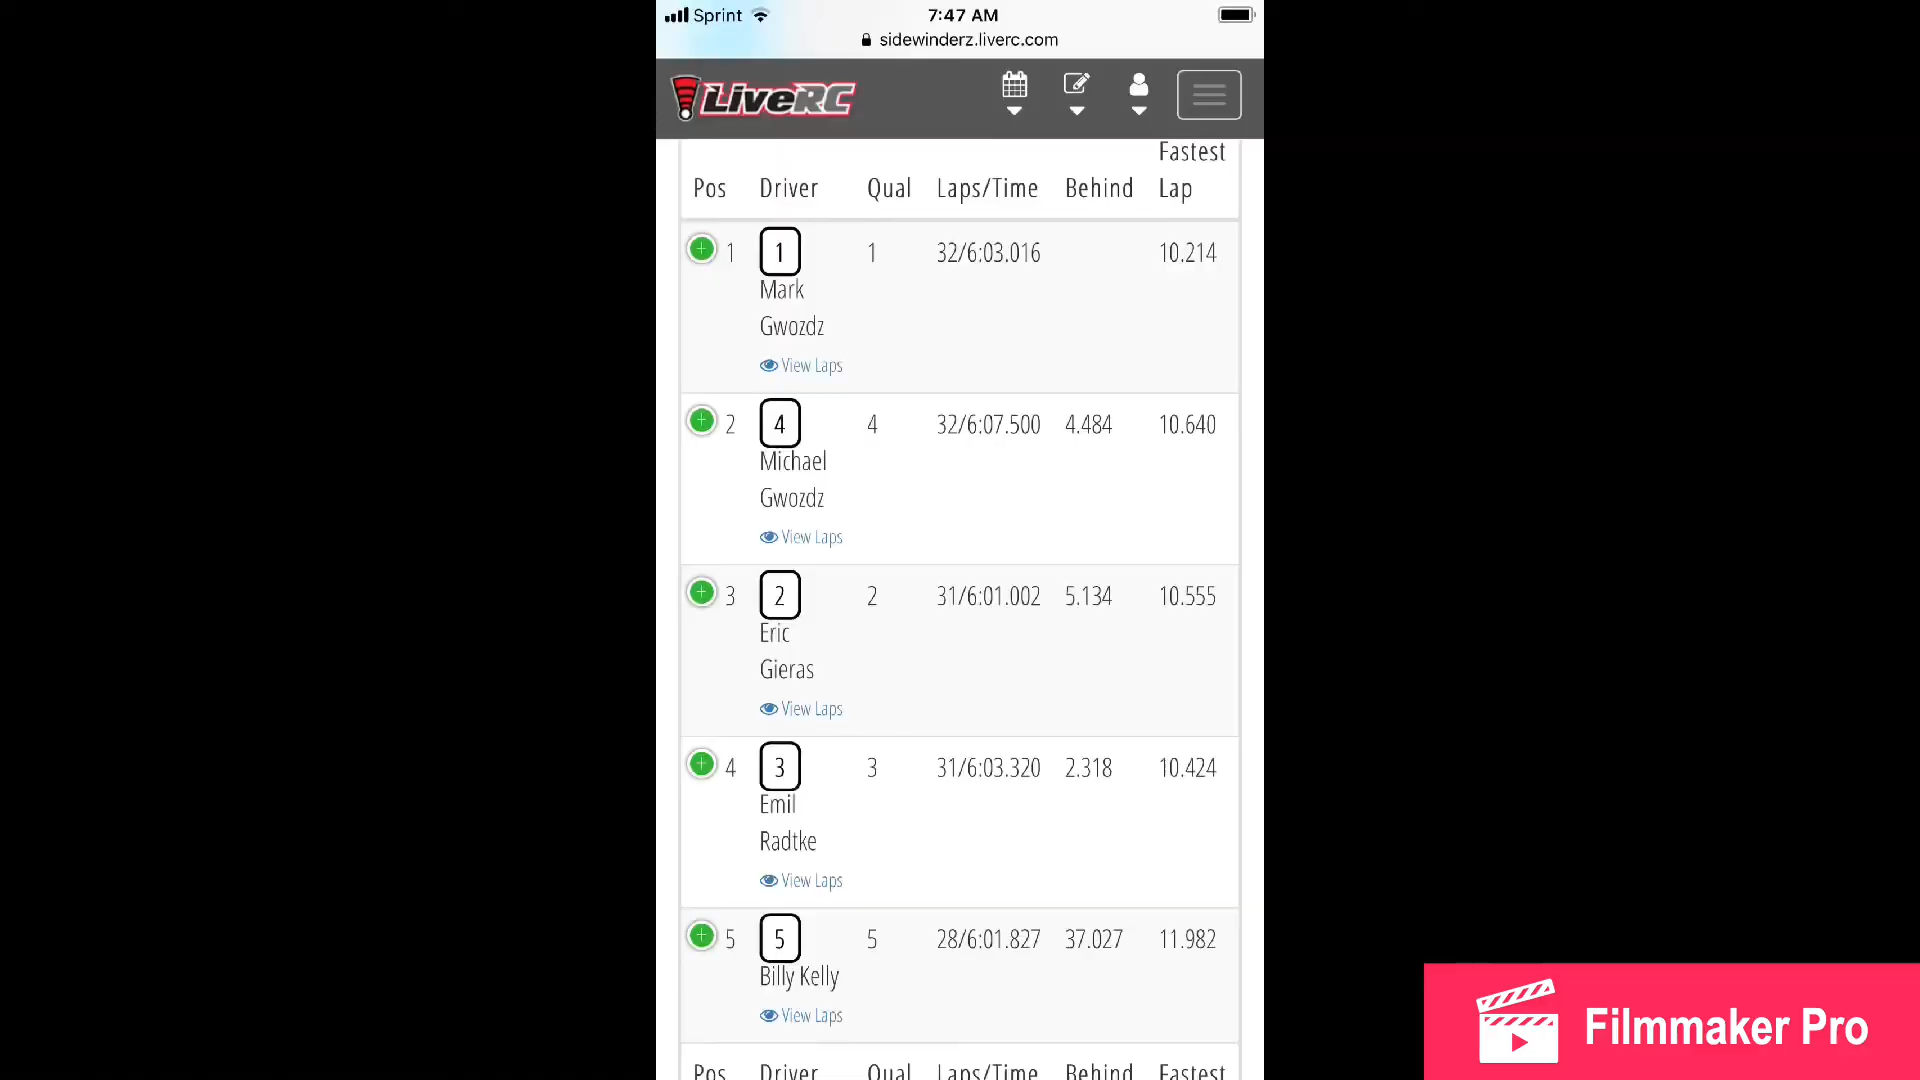 Sprint 7:47 AM
sidewinderz.liverc.com
LiveRC
Fastest
Pos Driver Qual Laps/Time Behind Lap
1 1 1 32/6:03.016 10.214
Mark
Gwozdz
View Laps
2 4 4 32/6:07.500 4.484 10.640
Michael
Gwozdz
View Laps
3 2 2 31/6:01.002 5.134 10.555
Eric
Gieras
View Laps
4 3 3 31/6:03.320 2.318 10.424
Emil
Radtke
View Laps
5 5 5 28/6:01.827 37.027 11.982
Billy Kelly
View Laps
Pos Driver Qual Laps/Time Behind Fastest
Filmmaker Pro